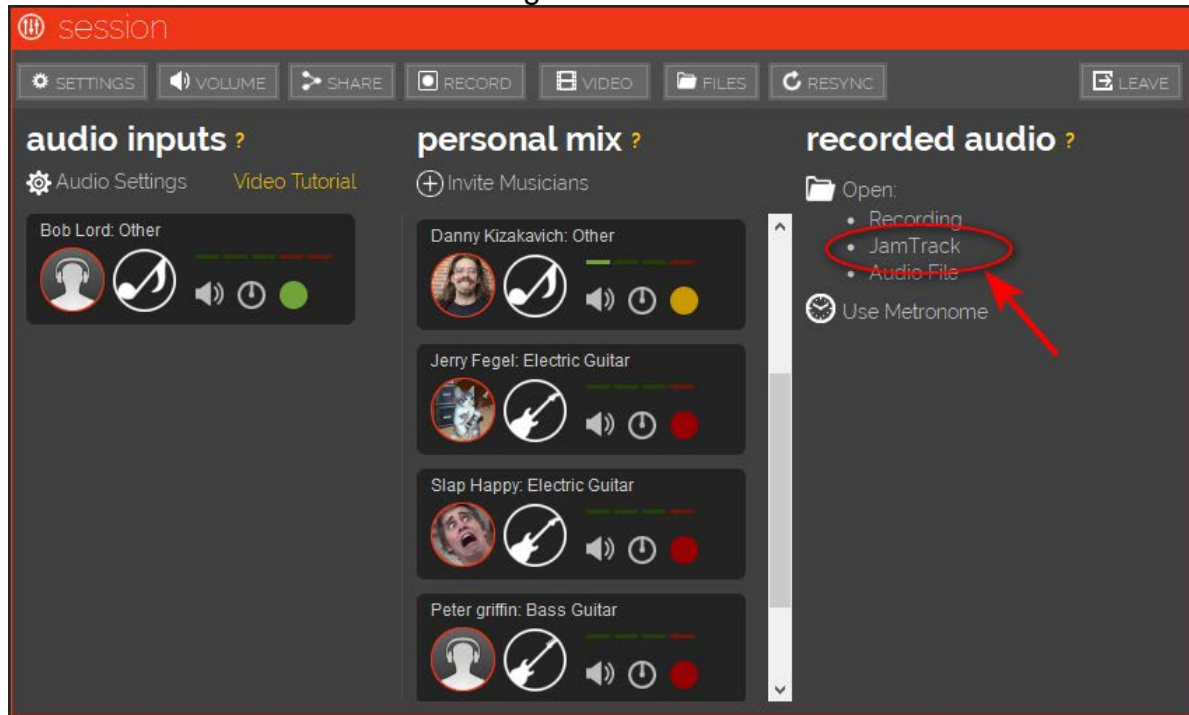 session
SETTINGS VOLUME SHARE RECORD VIDEO FILES RESYNC LEAVE
audio inputs ?
Audio Settings Video Tutorial
Bob Lord: Other
personal mix ?
Invite Musicians
Danny Kizakavich: Other
Jerry Fegel: Electric Guitar
Slap Happy: Electric Guitar
Peter griffin: Bass Guitar
recorded audio ?
Open:
• Recording
• JamTrack
• Audio File
Use Metronome